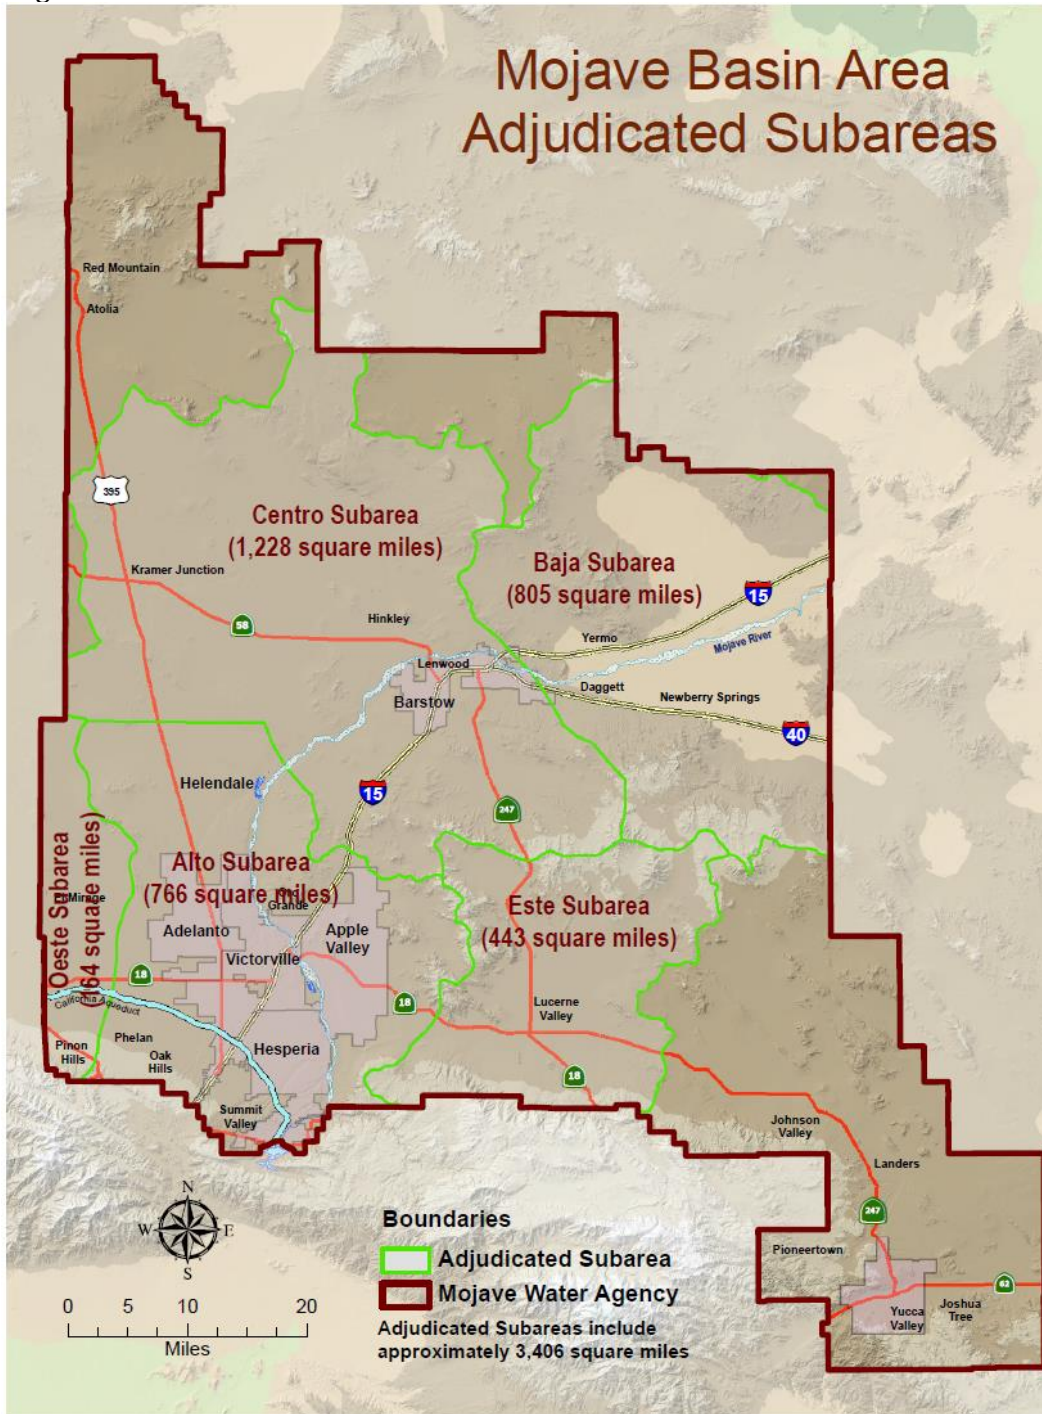 Mojave Basin Area
Adjudicated Subareas
Red Mountain
Atolia
395
Centro Subarea
(1,228 square miles)
Kramer Junction
58
Hinkley
Baja Subarea
(805 square miles)
15
Yermo
Mojave River
Lenwood
Daggett
Barstow
Newberry Springs
40
Helendale
15
247
Oeste Subarea
(164 square miles)
Alto Subarea
(766 square miles)
Grande
Adelanto
Apple
Valley
Victorville
Este Subarea
(443 square miles)
18
California Aqueduct
18
Lucerne
Valley
Pinon
Hills
Phelan
Oak
Hills
Hesperia
18
Summit
Valley
Johnson
Valley
Landers
247
Pioneertown
62
Yucca
Valley
Joshua
Tree
N
W E
S
0 5 10 20
Miles
Boundaries
Adjudicated Subarea
Mojave Water Agency
Adjudicated Subareas include
approximately 3,406 square miles